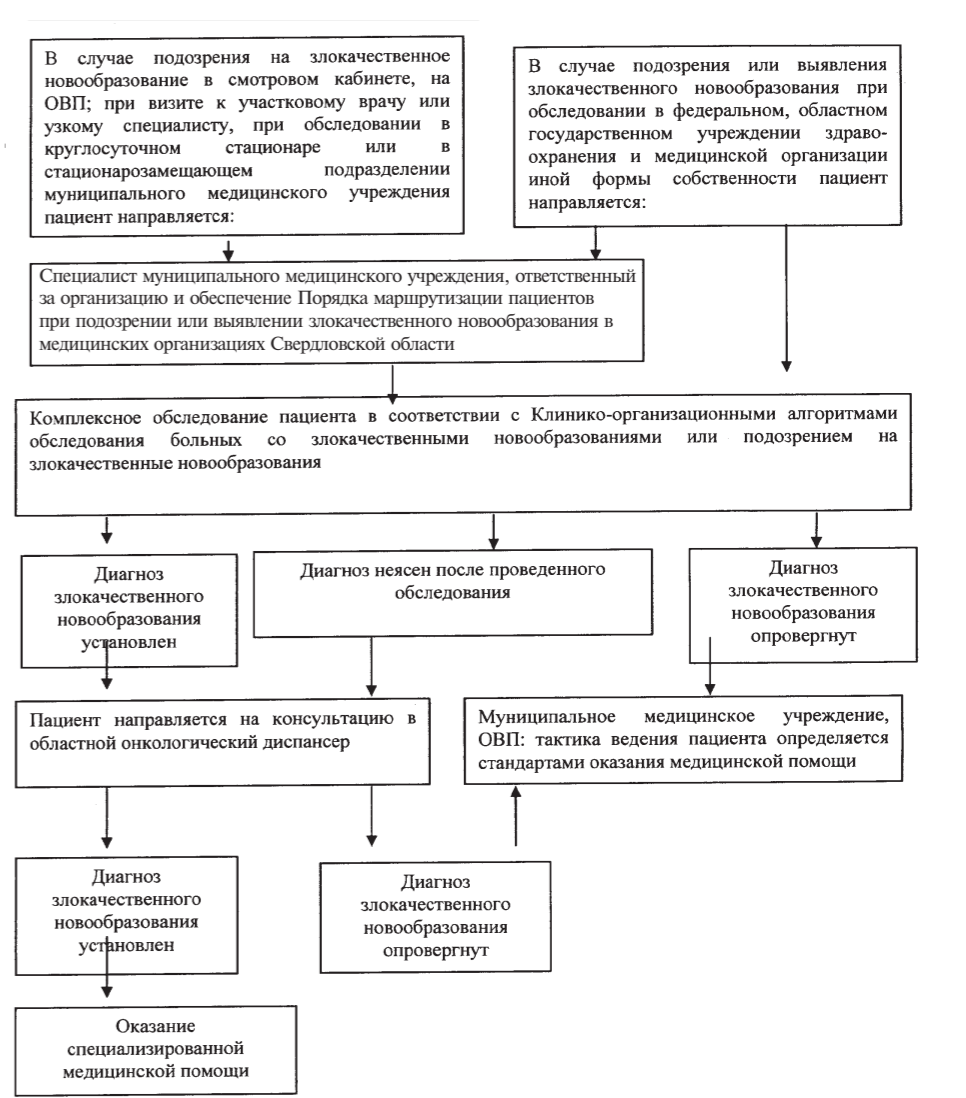 В случае подозрения на злокачественное
новообразование в смотровом кабинете, на
ОВП; при визите к участковому врачу или
узкому специалисту, при обследовании в
круглосуточном стационаре или в
стационарозамещающем подразделении
муниципального медицинского учреждения
пациент направляется:
В случае подозрения или выявления
злокачественного новообразования при
обследовании в федеральном, областном
государственном учреждении здраво-
охранения и медицинской организации
иной формы собственности пациент
направляется:
Специалист муниципального медицинского учреждения, ответственный
за организацию и обеспечение Порядка маршрутизации пациентов
при подозрении или выявлении злокачественного новообразования в
медицинских организациях Свердловской области
Комплексное обследование пациента в соответствии с Клинико-организационными алгоритмами
обследования больных со злокачественными новообразованиями или подозрением на
злокачественные новообразования
Диагноз
злокачественного
новообразования
установлен
Диагноз неясен после проведенного
обследования
Диагноз
злокачественного
новообразования
опровергнут
Пациент направляется на консультацию в
областной онкологический диспансер
Муниципальное медицинское учреждение,
ОВП: тактика ведения пациента определяется
стандартами оказания медицинской помощи
Диагноз
злокачественного
новообразования
установлен
Диагноз
злокачественного
новообразования
опровергнут
Оказание
специализированной
медицинской помощи